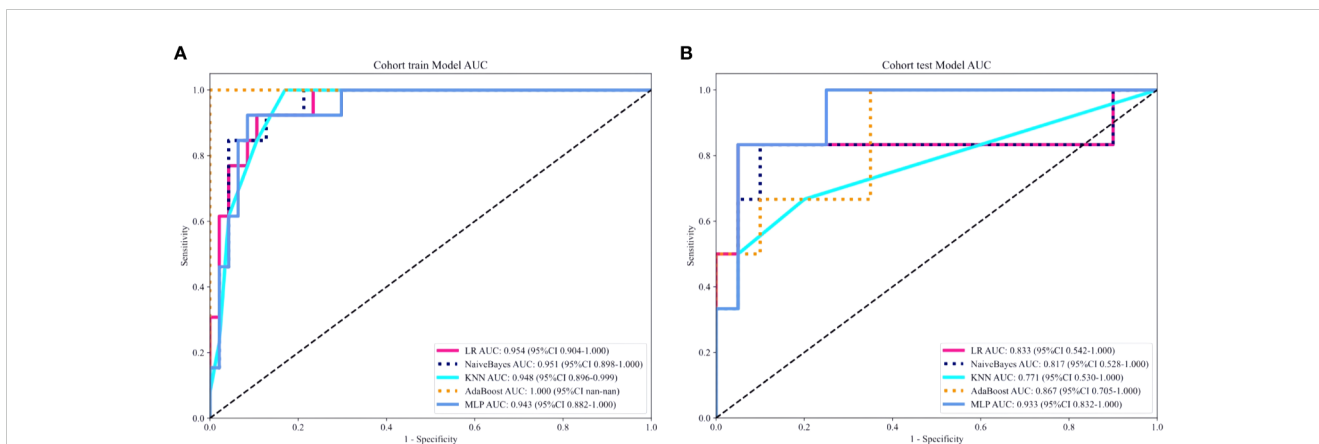 A
Cohort train Model AUC
1.0
0.8
0.6
0.4
0.2
0.0
Sensitivity
0.0 0.2 0.4 0.6 0.8 1.0
1 - Specificity
LR AUC: 0.954 (95%CI 0.904-1.000)
NaiveBayes AUC: 0.951 (95%CI 0.898-1.000)
KNN AUC: 0.948 (95%CI 0.896-0.999)
AdaBoost AUC: 1.000 (95%CI nan-nan)
MLP AUC: 0.943 (95%CI 0.882-1.000)
B
Cohort test Model AUC
1.0
0.8
0.6
0.4
0.2
0.0
Sensitivity
0.0 0.2 0.4 0.6 0.8 1.0
1 - Specificity
LR AUC: 0.833 (95%CI 0.542-1.000)
NaiveBayes AUC: 0.817 (95%CI 0.528-1.000)
KNN AUC: 0.771 (95%CI 0.530-1.000)
AdaBoost AUC: 0.867 (95%CI 0.705-1.000)
MLP AUC: 0.933 (95%CI 0.832-1.000)